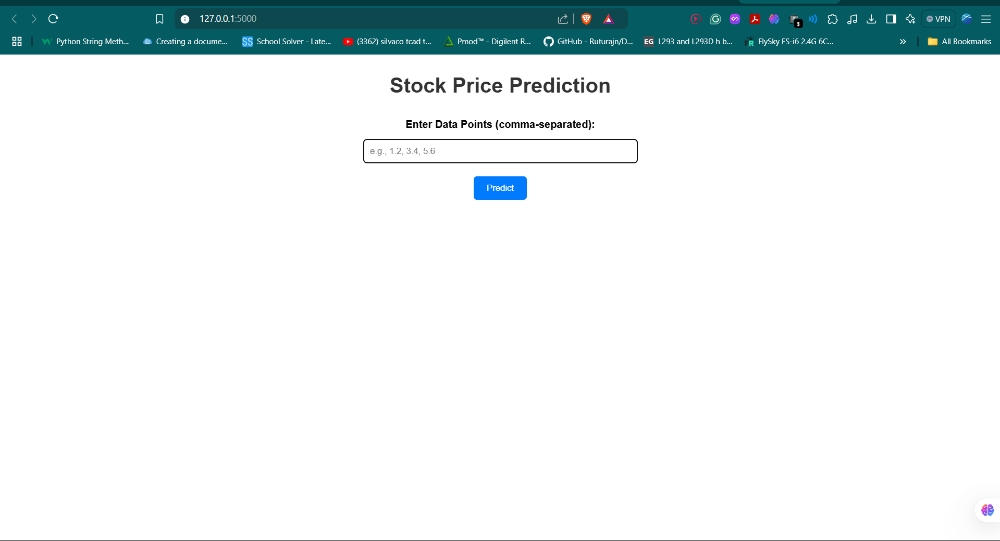 127.0.0.1:5000
3
VPN
Python String Meth...
Creating a docume...
SS School Solver - Late...
(3362) silvaco tcad t...
Pmod™ - Digilent R...
GitHub - Ruturajn/D...
EG L293 and L293D h b...
FlySky FS-i6 2.4G 6C...
All Bookmarks
Stock Price Prediction
Enter Data Points (comma-separated):
e.g., 1.2, 3.4, 5.6
Predict